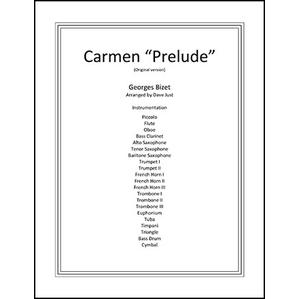 Carmen “Prelude”
(Original version)
Georges Bizet
Arranged by Dave Just
Instrumentation
Piccolo
Flute
Oboe
Bass Clarinet
Alto Saxophone
Tenor Saxophone
Baritone Saxophone
Trumpet I
Trumpet II
French Horn I
French Horn II
French Horn III
Trombone I
Trombone II
Trombone III
Euphonium
Tuba
Timpani
Triangle
Bass Drum
Cymbal